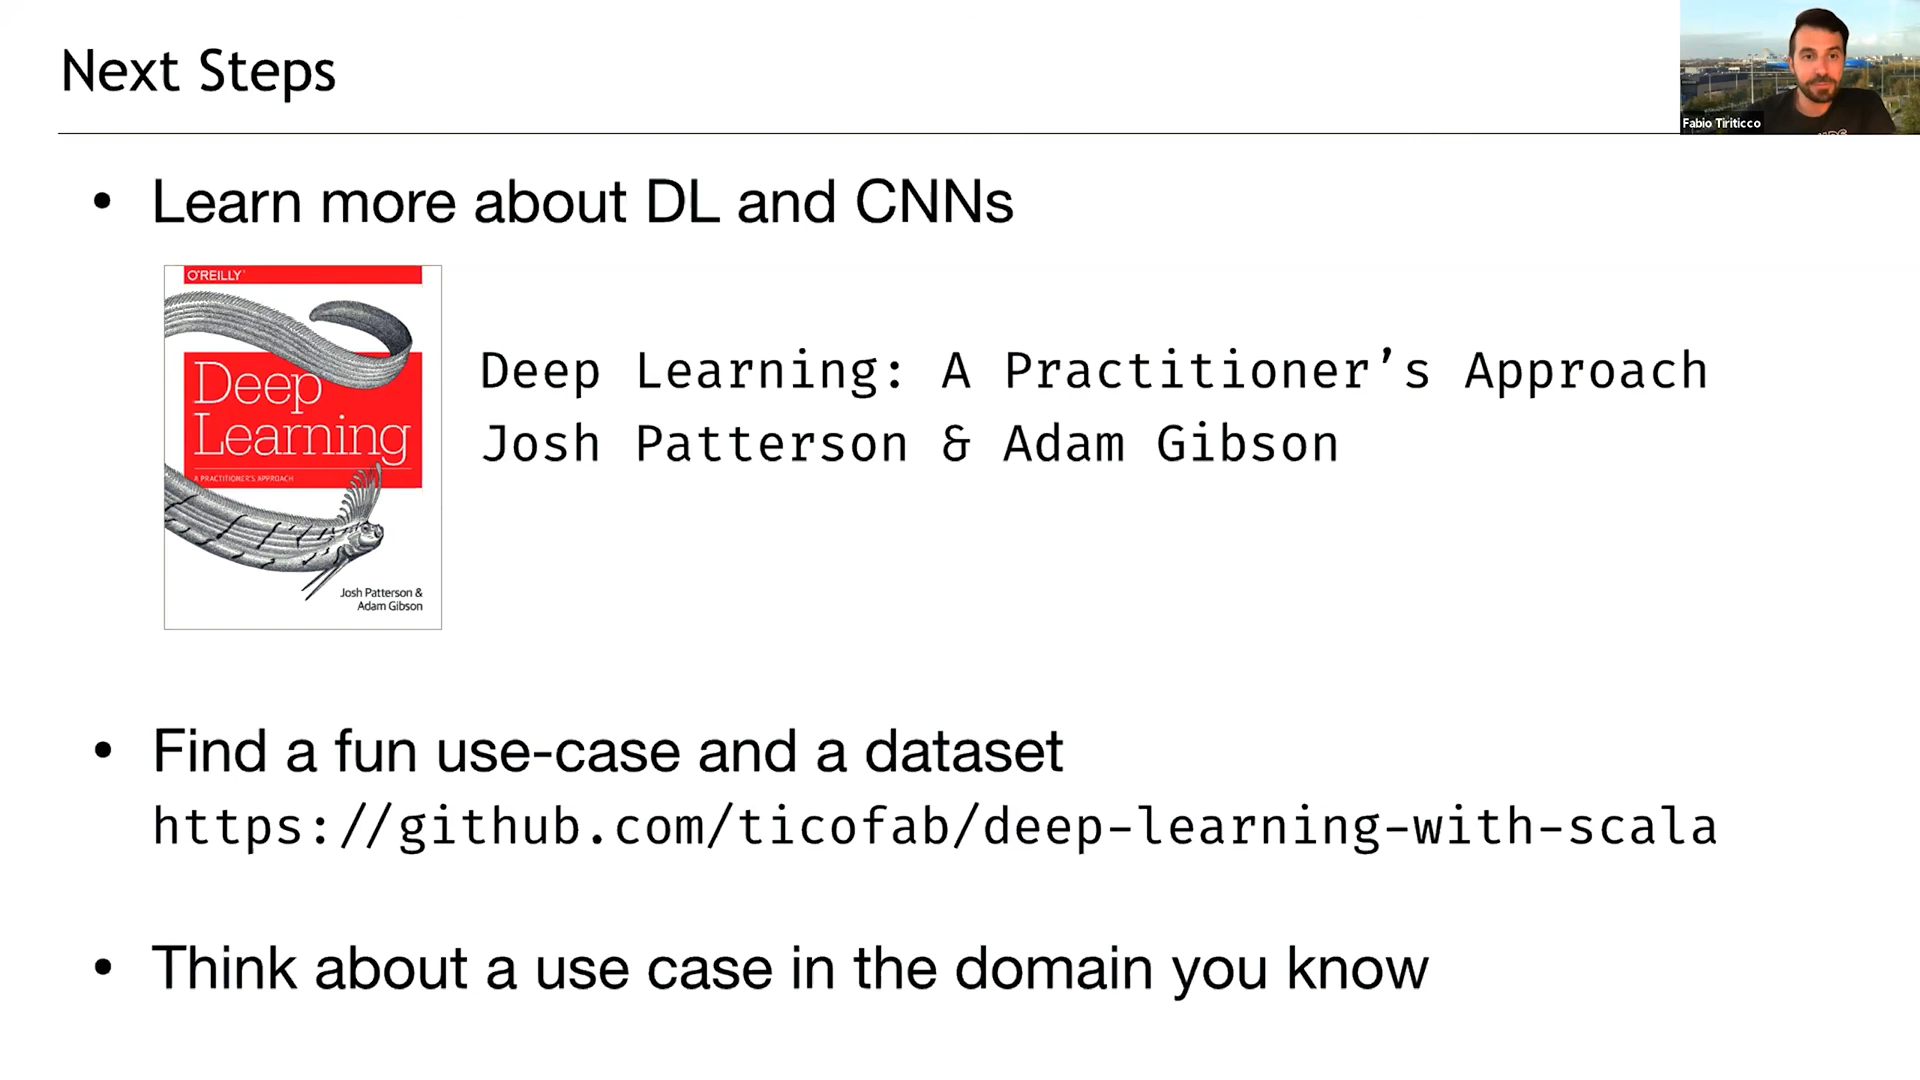 Next Steps
Fabio Tiriticco
• Learn more about DL and CNNs
O'REILLY®
Deep
Learning
A PRACTITIONER'S APPROACH
Josh Patterson &
Adam Gibson
Deep Learning: A Practitioner’s Approach
Josh Patterson & Adam Gibson
• Find a fun use-case and a dataset
https://github.com/ticofab/deep-learning-with-scala
• Think about a use case in the domain you know